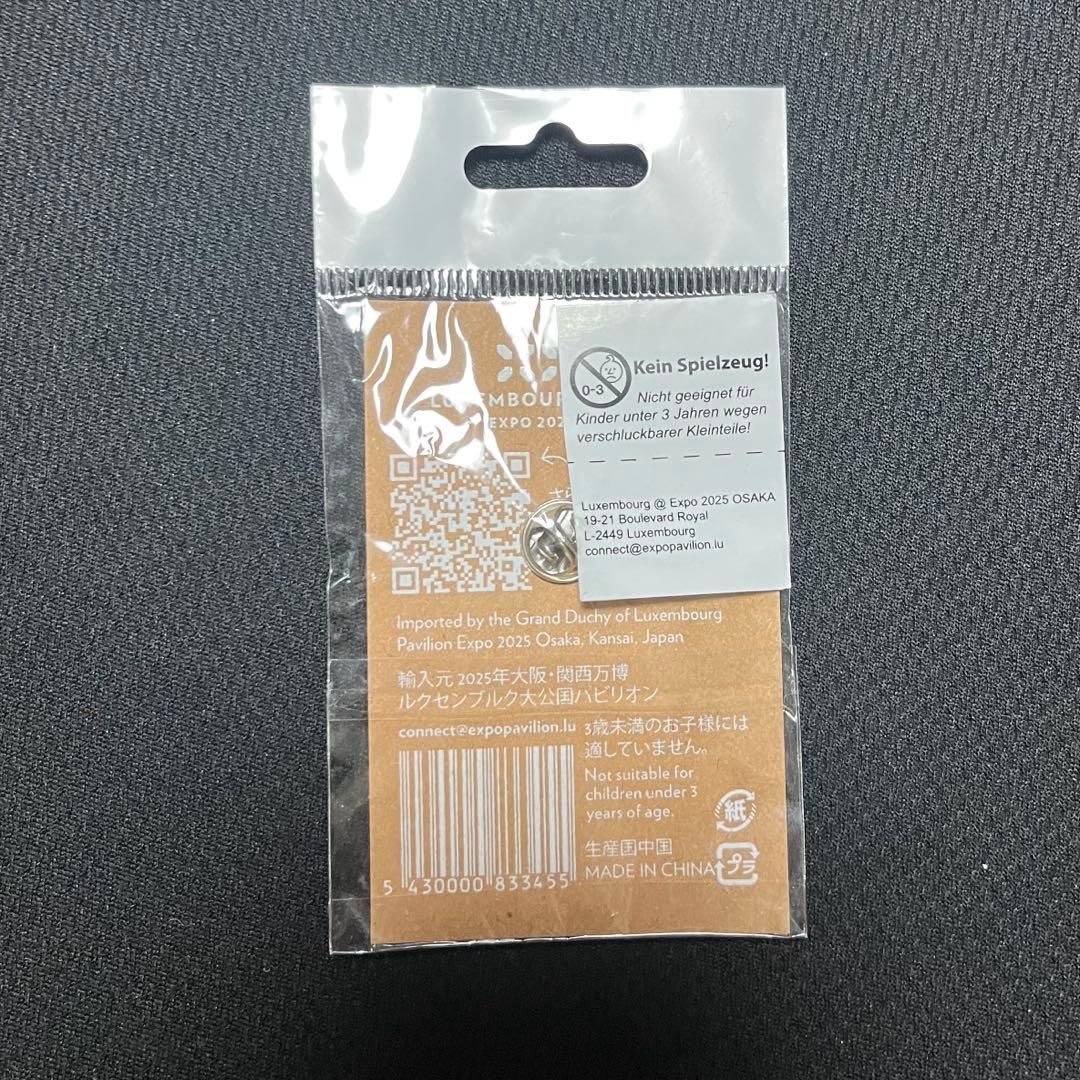 LUXEMBOUR
EXPO 202
0-3
Kein Spielzeug!
Nicht geeignet für
Kinder unter 3 Jahren wegen
verschluckbarer Kleinteile!
Luxembourg @ Expo 2025 OSAKA
19-21 Boulevard Royal
L-2449 Luxembourg
connect@expopavilion.lu
Imported by the Grand Duchy of Luxembourg
Pavilion Expo 2025 Osaka, Kansai, Japan
輸入元 2025年大阪・関西万博
ルクセンブルク大公国パビリオン
connect@expopavilion.lu
3歳未満のお子様には
適していません。
Not suitable for
children under 3
years of age.
紙
生産国中国
MADE IN CHINA
プラ
5 430000 833455